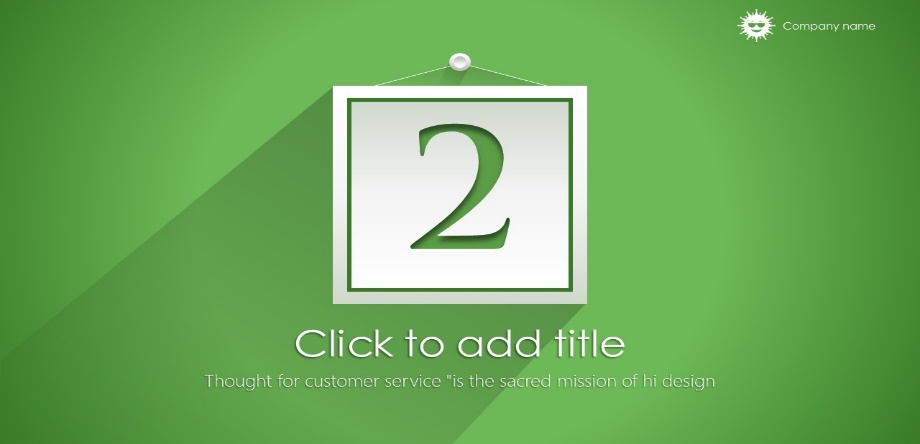 Company name
2
Click to add title
Thought for customer service "is the sacred mission of hi design